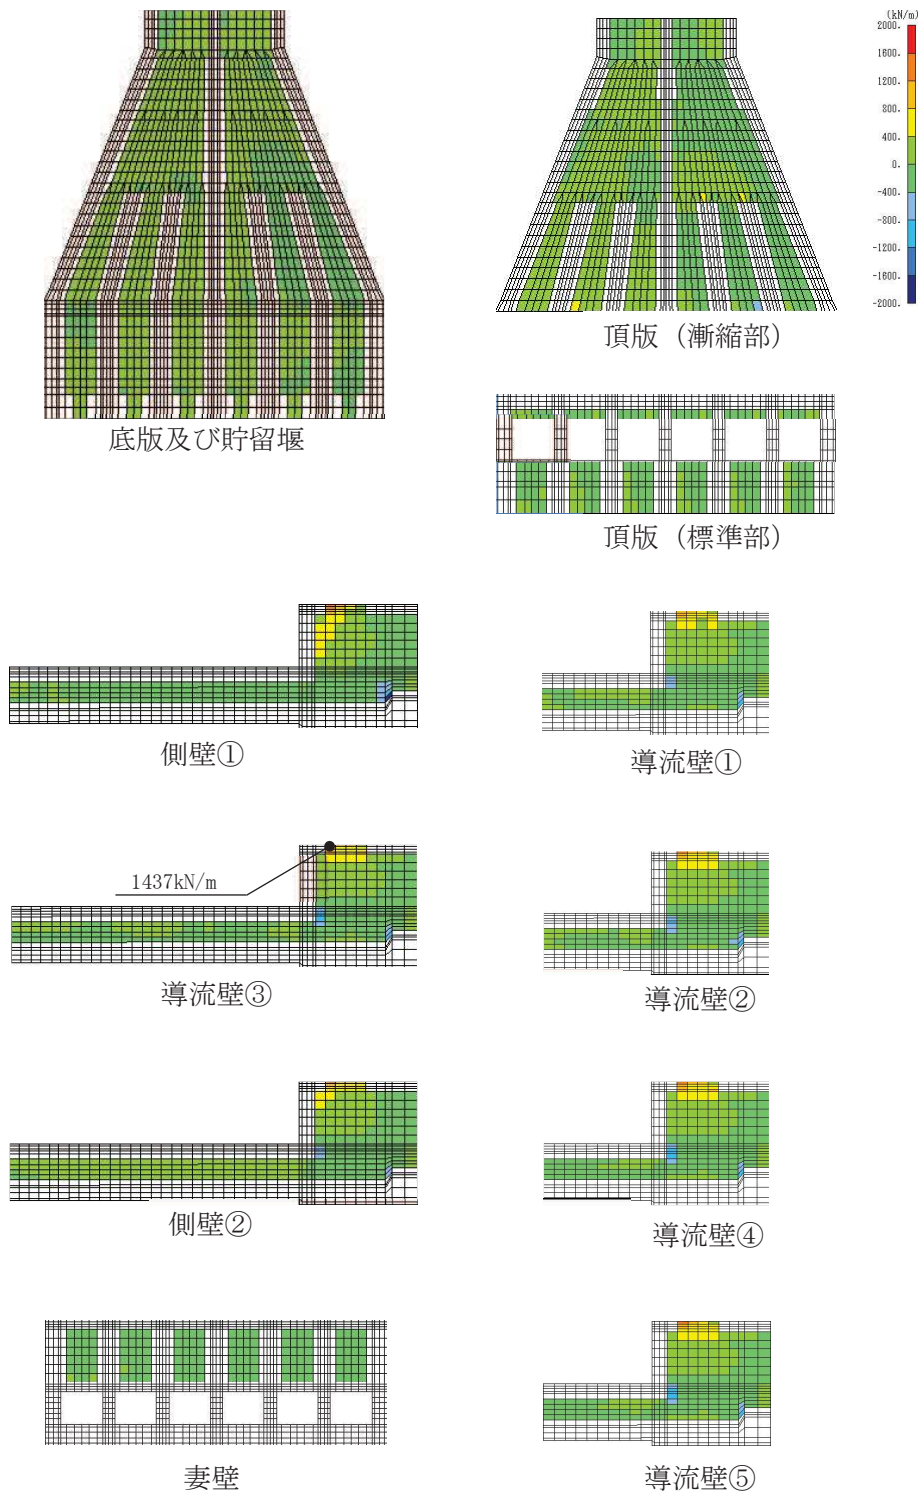 (kN/m)
2000.
1600.
1200.
800.
400.
0.
-400.
-800.
-1200.
-1600.
-2000.
底版及び貯留堰
頂版（漸縮部）
頂版（標準部）
側壁①
導流壁①
1437kN/m
導流壁③
導流壁②
側壁②
導流壁④
妻壁
導流壁⑤